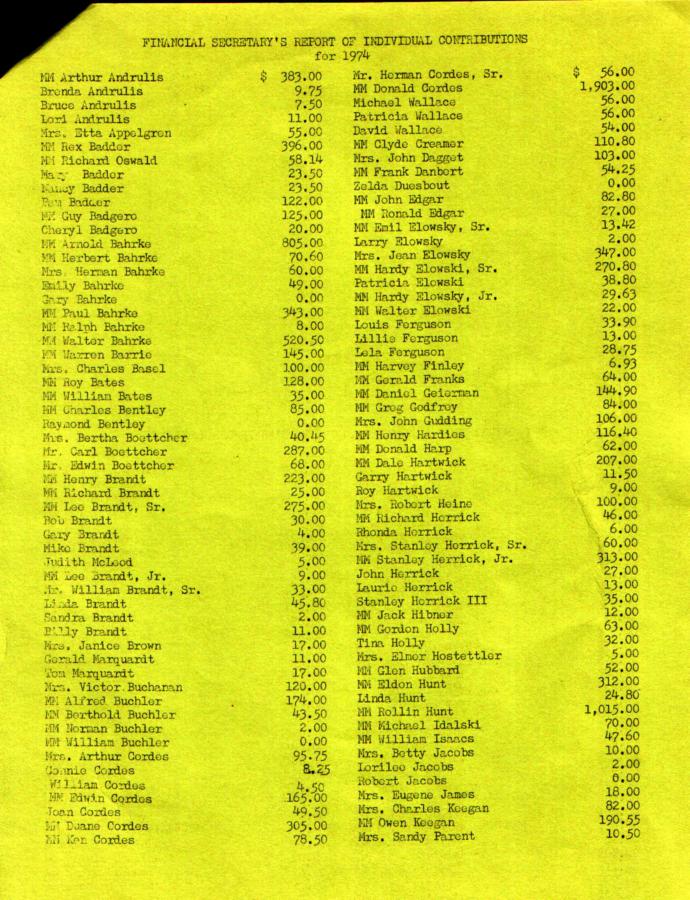 FINANCIAL SECRETARY'S REPORT OF INDIVIDUAL CONTRIBUTIONS
for 1974
MM Arthur Andrulis $ 383.00
Brenda Andrulis 9.75
Bruce Andrulis 7.50
Lori Andrulis 11.00
Mrs. Etta Appelgren 55.00
MM Rex Badder 396.00
MM Richard Oswald 58.14
Mary Badder 23.50
Nancy Badder 23.50
Badder 122.00
MM Guy Badgero 125.00
Cheryl Badgero 20.00
MM Arnold Bahrke 805.00
MM Herbert Bahrke 70.60
Mrs. Herman Bahrke 60.00
Emily Bahrke 49.00
Gary Bahrke 0.00
MM Paul Bahrke 343.00
MM Ralph Bahrke 8.00
MM Walter Bahrke 520.50
MM Warren Barrie 145.00
Mrs. Charles Basel 100.00
MM Roy Bates 128.00
MM William Bates 35.00
MM Charles Bentley 85.00
Raymond Bentley 0.00
Mrs. Bertha Boettcher 40.45
Mr. Carl Boettcher 287.00
Mr. Edwin Boettcher 68.00
MM Henry Brandt 223.00
MM Richard Brandt 25.00
MM Leo Brandt, Sr. 275.00
Bob Brandt 30.00
Gary Brandt 4.00
Mike Brandt 39.00
Judith McLeod 5.00
MM Leo Brandt, Jr. 9.00
Mr. William Brandt, Sr. 33.00
Linda Brandt 45.80
Sandra Brandt 2.00
Billy Brandt 11.00
Mrs. Janice Brown 17.00
Gerald Marquardt 11.00
Tom Marquardt 17.00
Mrs. Victor Buchanan 120.00
MM Alfred Buchler 174.00
MM Berthold Buchler 43.50
MM Norman Buchler 2.00
MM William Buchler 0.00
Mrs. Arthur Cordes 95.75
Connie Cordes 8.25
William Cordes 4.50
MM Edwin Cordes 165.00
Joan Cordes 49.50
MM Duane Cordes 305.00
MM Ken Cordes 78.50
Mr. Herman Cordes, Sr. $ 56.00
MM Donald Cordes 1,903.00
Michael Wallace 56.00
Patricia Wallace 56.00
David Wallace 54.00
MM Clyde Creamer 110.80
Mrs. John Dagget 103.00
MM Frank Danbert 54.25
Zelda Duesbout 0.00
MM John Edgar 82.80
MM Ronald Edgar 27.00
MM Emil Elowsky, Sr. 13.42
Larry Elowsky 2.00
Mrs. Jean Elowsky 347.00
MM Hardy Elowski, Sr. 270.80
Patricia Elowski 38.80
MM Hardy Elowsky, Jr. 29.63
MM Walter Elowski 22.00
Louis Ferguson 33.90
Lillie Ferguson 13.00
Lela Ferguson 28.75
MM Harvey Finley 6.93
MM Gerald Franks 64.00
MM Daniel Geierman 144.90
MM Greg Godfrey 84.00
Mrs. John Gudding 106.00
MM Henry Hardies 116.40
MM Donald Harp 62.00
MM Dale Hartwick 207.00
Garry Hartwick 11.50
Roy Hartwick 9.00
Mrs. Robert Heine 100.00
MM Richard Herrick 46.00
Rhonda Herrick 6.00
Mrs. Stanley Herrick, Sr. 60.00
MM Stanley Herrick, Jr. 313.00
John Herrick 27.00
Laurie Herrick 13.00
Stanley Herrick III 35.00
MM Jack Hibner 12.00
MM Gordon Holly 63.00
Tina Holly 32.00
Mrs. Elmer Hostettler 5.00
MM Glen Hubbard 52.00
MM Eldon Hunt 312.00
Linda Hunt 24.80
MM Rollin Hunt 1,015.00
MM Michael Idalski 70.00
MM William Isaacs 47.60
Mrs. Betty Jacobs 10.00
Lorilee Jacobs 2.00
Robert Jacobs 0.00
Mrs. Eugene James 18.00
Mrs. Charles Keegan 82.00
MM Owen Keegan 190.55
Mrs. Sandy Parent 10.50